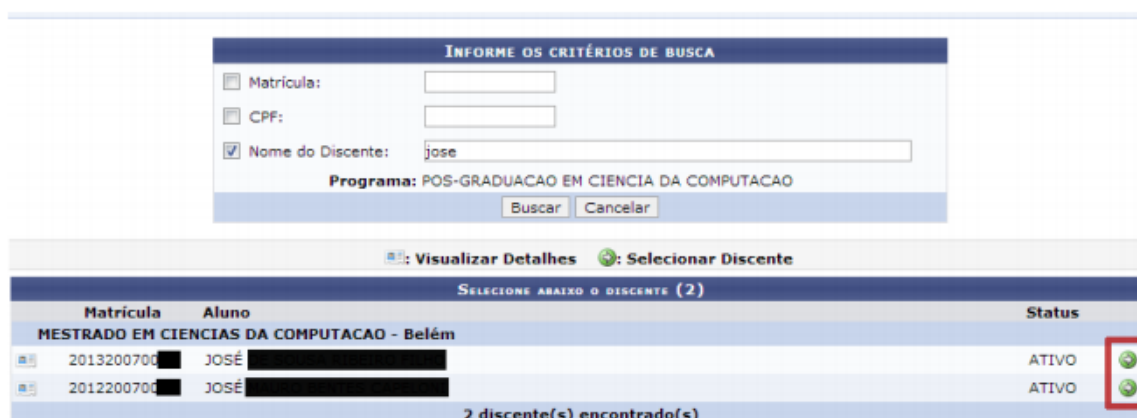 INFORME OS CRITÉRIOS DE BUSCA
Matrícula:
CPF:
Nome do Discente: jose
Programa: POS-GRADUACAO EM CIENCIA DA COMPUTACAO
Buscar Cancelar
: Visualizar Detalhes : Selecionar Discente
SELECIONE ABAIXO O DISCENTE (2)
Matrícula Aluno Status
MESTRADO EM CIENCIAS DA COMPUTACAO - Belém
2013200700 JOSÉ ATIVO
2012200700 JOSÉ ATIVO
2 discente(s) encontrado(s)